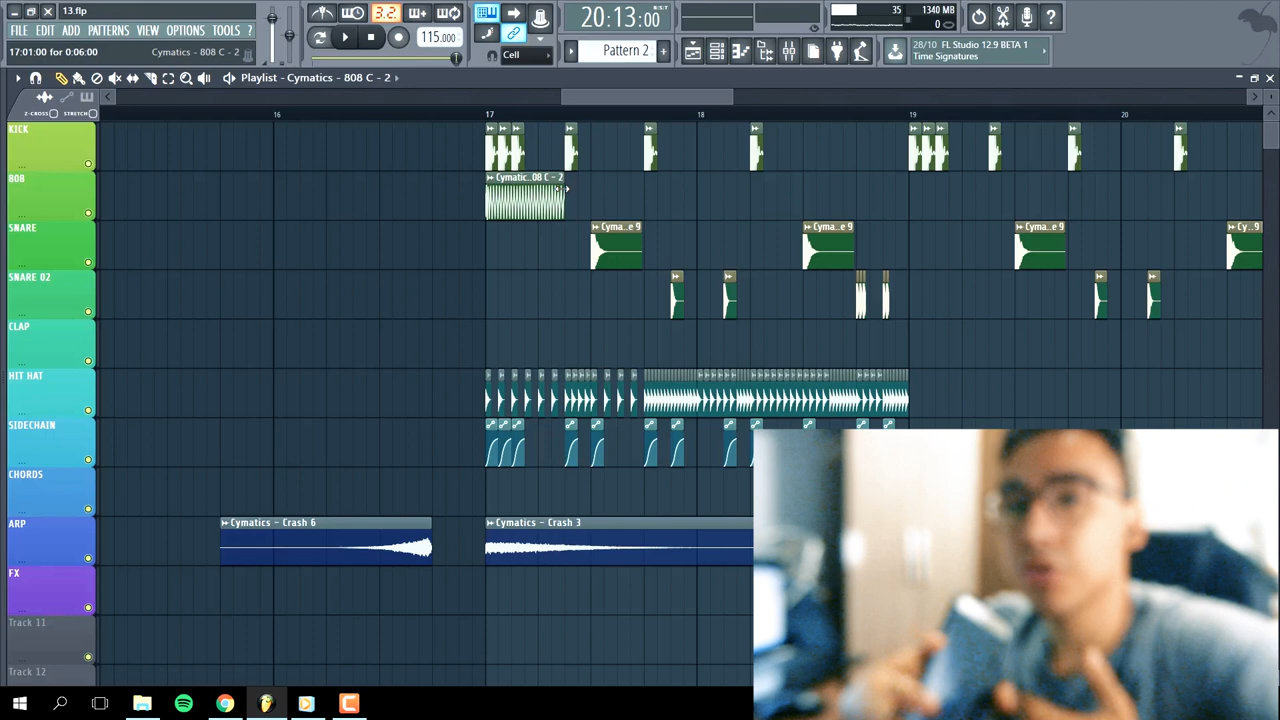 13.flp
FILE EDIT ADD PATTERNS VIEW OPTIONS TOOLS ?
17:01:00 for 0:06:00
Cymatics - 808 C - 2
3.2
115.000
Cell
20:13:00
B:S:T
Pattern 2
35
1340 MB
0
28/10 FL Studio 12.9 BETA 1
Time Signatures
Playlist - Cymatics - 808 C - 2
Z-CROSS STRETCH
16 17 18 19 20
KICK
808
Cymatic..08 C - 2
SNARE
Cyma..e 9
Cyma..e 9
Cyma..e 9
Cy..9
SNARE 02
CLAP
HIT HAT
SIDECHAIN
CHORDS
ARP
Cymatics - Crash 6
Cymatics - Crash 3
FX
Track 11
Track 12